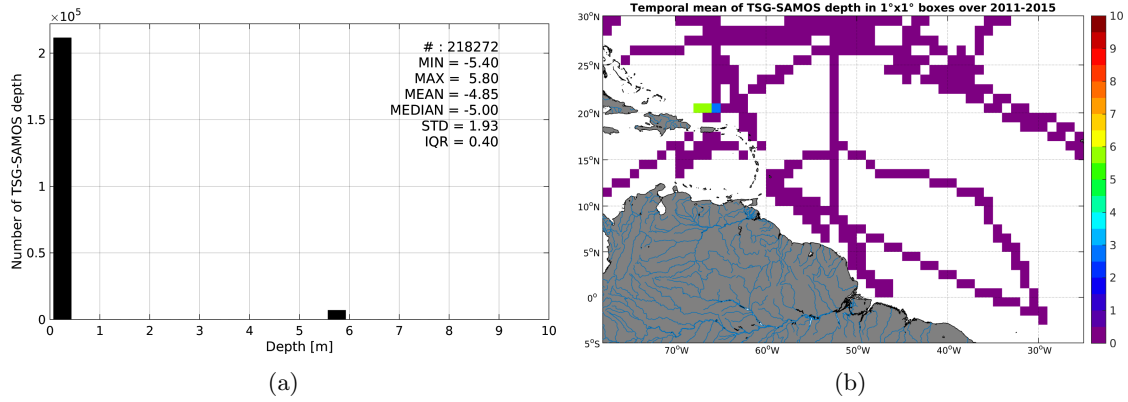 ×10⁵
2
1.5
1
0.5
0
Number of TSG-SAMOS depth
# : 218272
MIN = -5.40
MAX = 5.80
MEAN = -4.85
MEDIAN = -5.00
STD = 1.93
IQR = 0.40
0 1 2 3 4 5 6 7 8 9 10
Depth [m]
(a)
Temporal mean of TSG-SAMOS depth in 1°x1° boxes over 2011-2015
30°N
25°N
20°N
15°N
10°N
5°N
0°
5°S
70°W 60°W 50°W 40°W 30°W
10
9
8
7
6
5
4
3
2
1
0
(b)